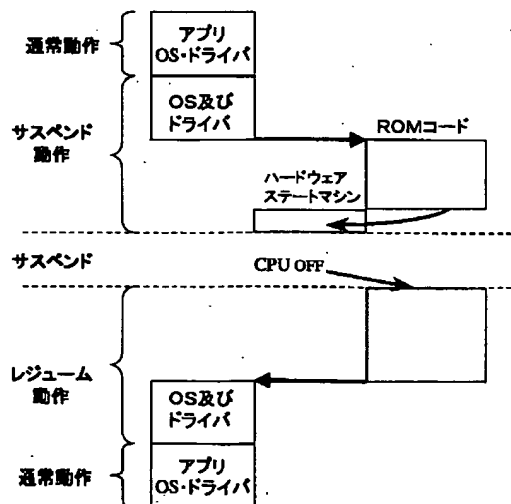 通常動作
アプリ
OS・ドライバ
サスペンド
動作
OS及び
ドライバ
ROMコード
ハードウェア
ステートマシン
サスペンド
CPU OFF
レジューム
動作
OS及び
ドライバ
通常動作
アプリ
OS・ドライバ